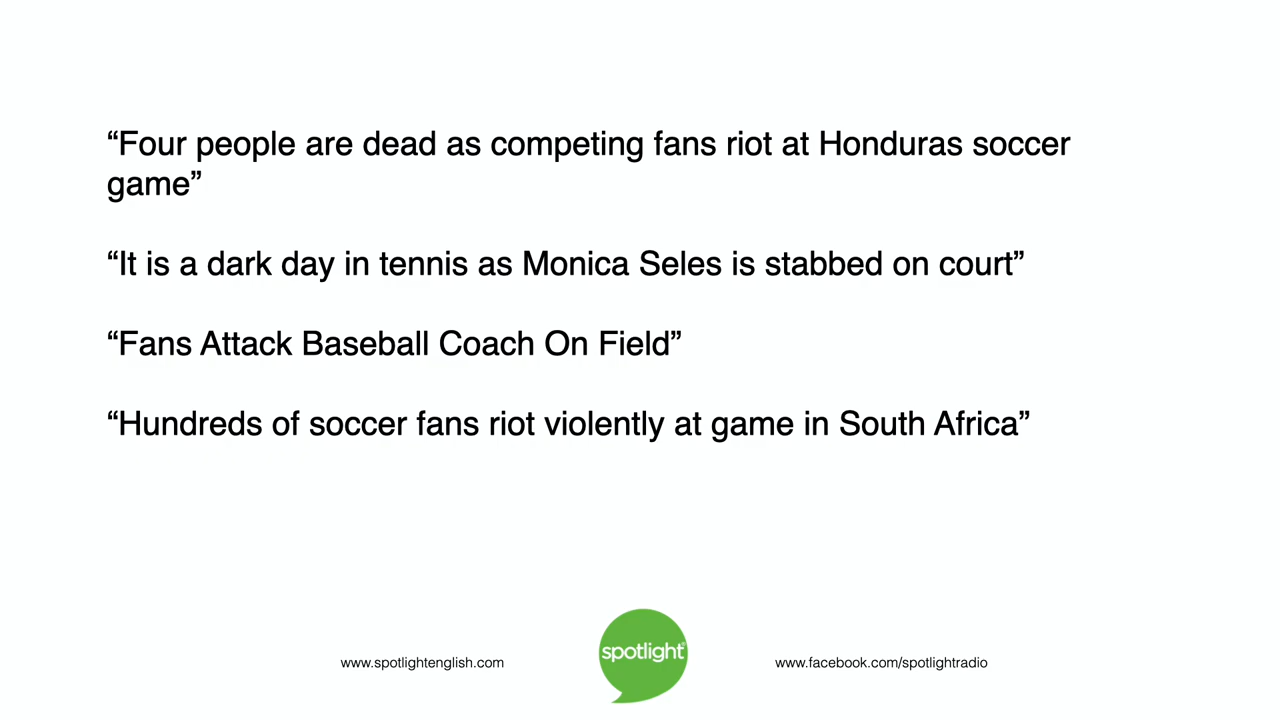 “Four people are dead as competing fans riot at Honduras soccer
game”
“It is a dark day in tennis as Monica Seles is stabbed on court”
“Fans Attack Baseball Coach On Field”
“Hundreds of soccer fans riot violently at game in South Africa”
www.spotlightenglish.com
spotlight®
www.facebook.com/spotlightradio